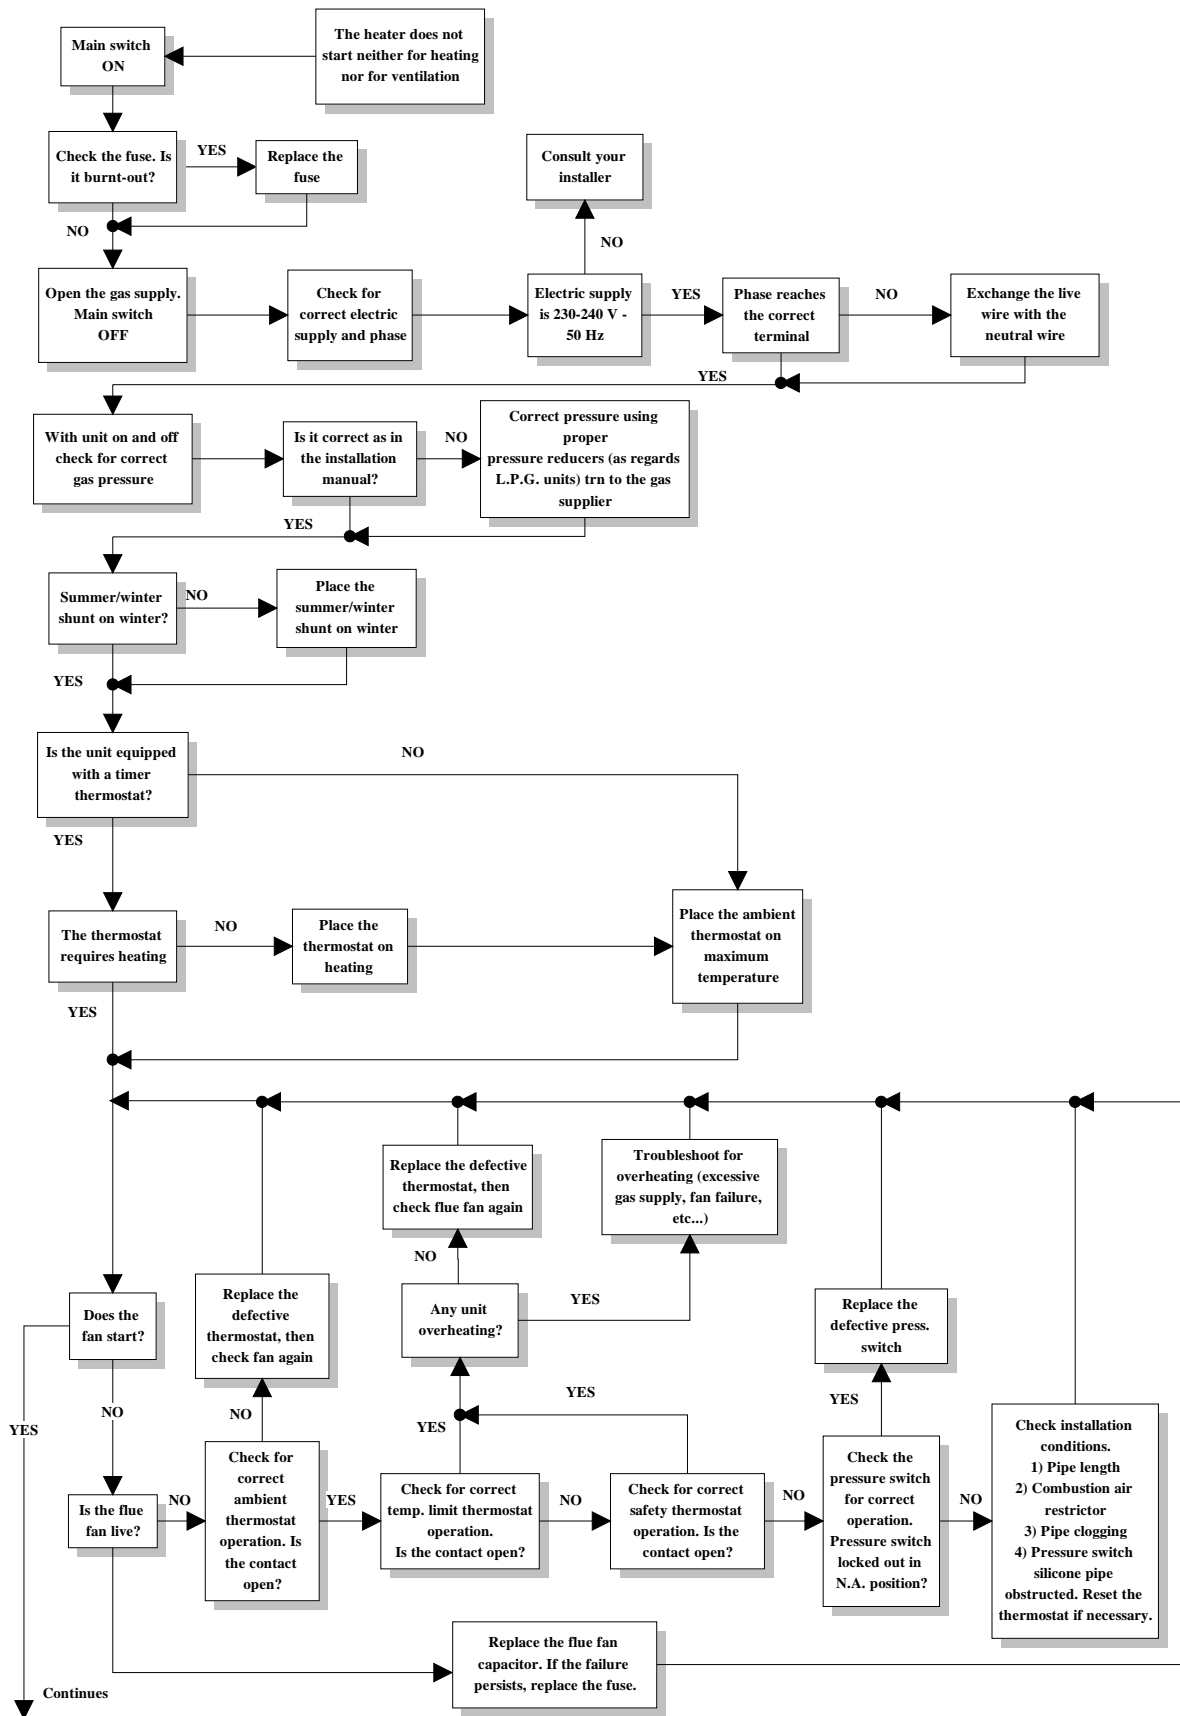 The heater does not
start neither for heating
nor for ventilation
Main switch
ON
Check the fuse. Is
it burnt-out?
YES
Replace the
fuse
NO
Consult your
installer
NO
Open the gas supply.
Main switch
OFF
Check for
correct electric
supply and phase
Electric supply
is 230-240 V -
50 Hz
YES
Phase reaches
the correct
terminal
NO
Exchange the live
wire with the
neutral wire
YES
With unit on and off
check for correct
gas pressure
Is it correct as in
the installation
manual?
NO
Correct pressure using
proper
pressure reducers (as regards
L.P.G. units) trn to the gas
supplier
YES
Summer/winter
shunt on winter?
NO
Place the
summer/winter
shunt on winter
YES
Is the unit equipped
with a timer
thermostat?
NO
YES
The thermostat
requires heating
NO
Place the
thermostat on
heating
Place the ambient
thermostat on
maximum
temperature
YES
Replace the defective
thermostat, then
check flue fan again
Troubleshoot for
overheating (excessive
gas supply, fan failure,
etc...)
NO
YES
Does the
fan start?
Replace the
defective
thermostat, then
check fan again
Any unit
overheating?
Replace the
defective press.
switch
YES
NO
NO
YES
YES
YES
Is the flue
fan live?
NO
Check for
correct
ambient
thermostat
operation. Is
the contact
open?
YES
Check for correct
temp. limit thermostat
operation.
Is the contact open?
NO
Check for correct
safety thermostat
operation. Is the
contact open?
NO
Check the
pressure switch
for correct
operation.
Pressure switch
locked out in
N.A. position?
NO
Check installation
conditions.
1) Pipe length
2) Combustion air
restrictor
3) Pipe clogging
4) Pressure switch
silicone pipe
obstructed. Reset the
thermostat if necessary.
Replace the flue fan
capacitor. If the failure
persists, replace the fuse.
Continues